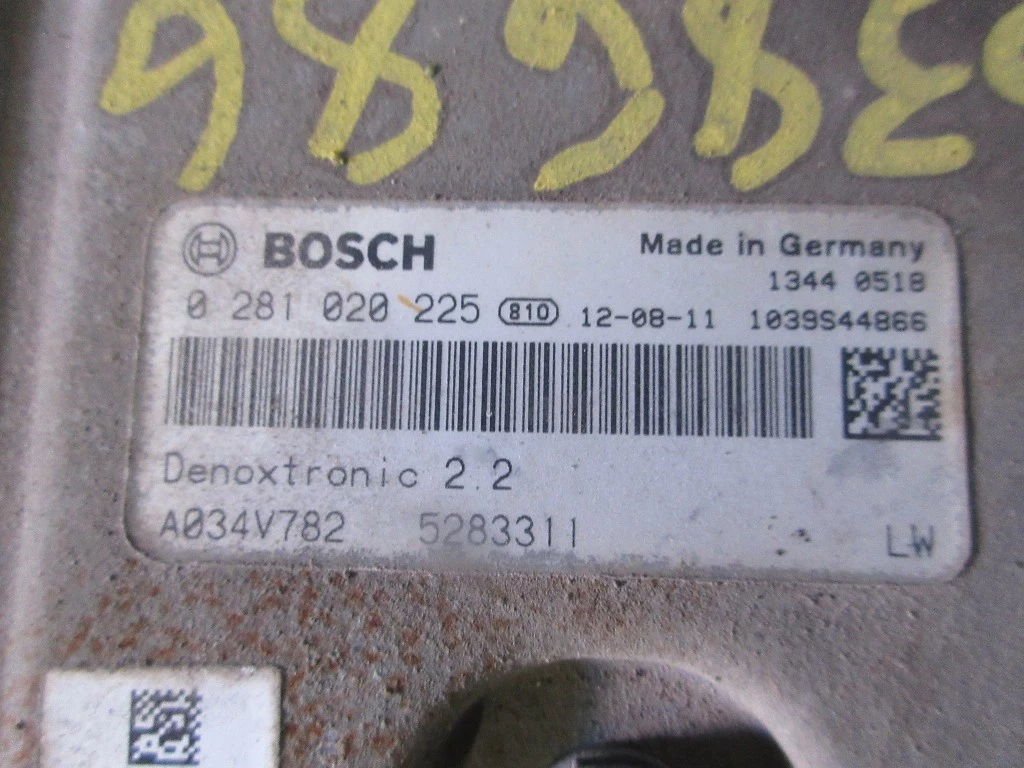 BOSCH Made in Germany
1344 0518
0 281 020 225 810 12-08-11 1039S44866
Denoxtronic 2.2
A034V782 5283311 LW